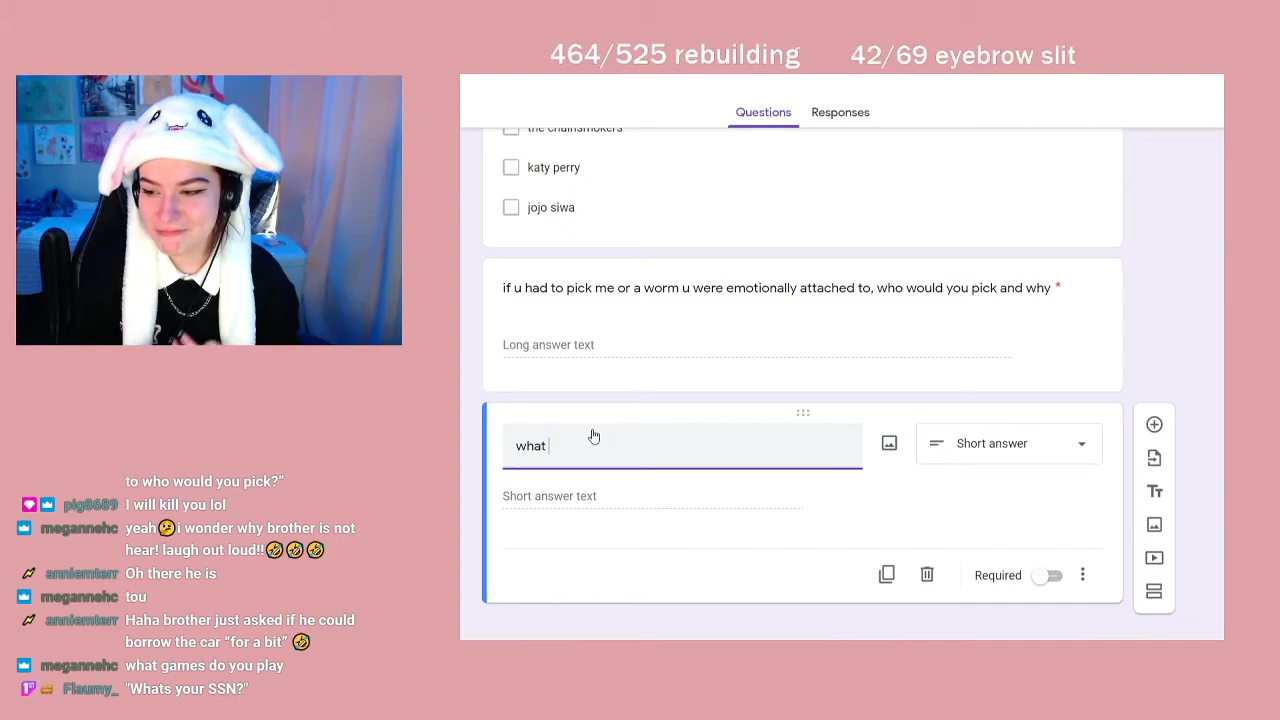 464/525 rebuilding
42/69 eyebrow slit
Questions
Responses
the chainsmokers
katy perry
jojo siwa
if u had to pick me or a worm u were emotionally attached to, who would you pick and why *
Long answer text
what
Short answer
Short answer text
Required
to who would you pick?”
pig8689 I will kill you lol
megannehc yeah🤔i wonder why brother is not
hear! laugh out loud!!🤣🤣🤣
anniemterr Oh there he is
megannehc tou
anniemterr Haha brother just asked if he could
borrow the car “for a bit” 🤣
megannehc what games do you play
Flaumy_ "Whats your SSN?"